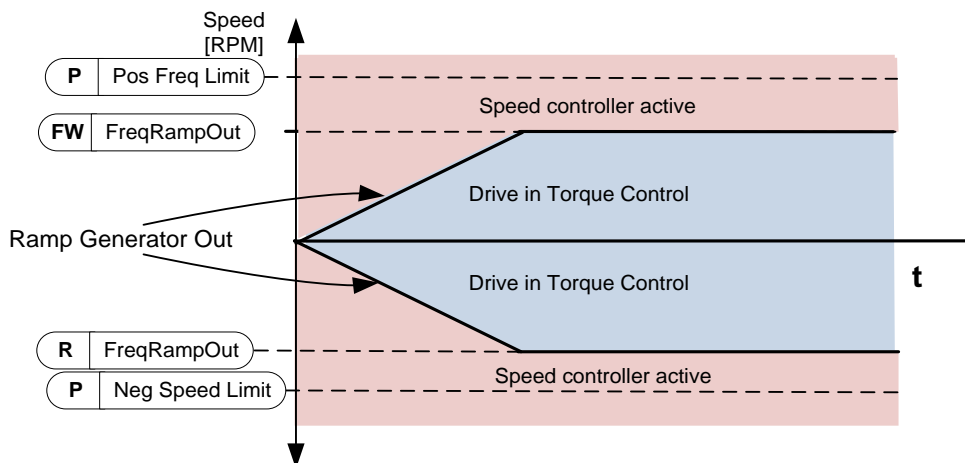 Speed
[RPM]
P Pos Freq Limit
Speed controller active
FW FreqRampOut
Drive in Torque Control
Ramp Generator Out
Drive in Torque Control
t
R FreqRampOut
Speed controller active
P Neg Speed Limit